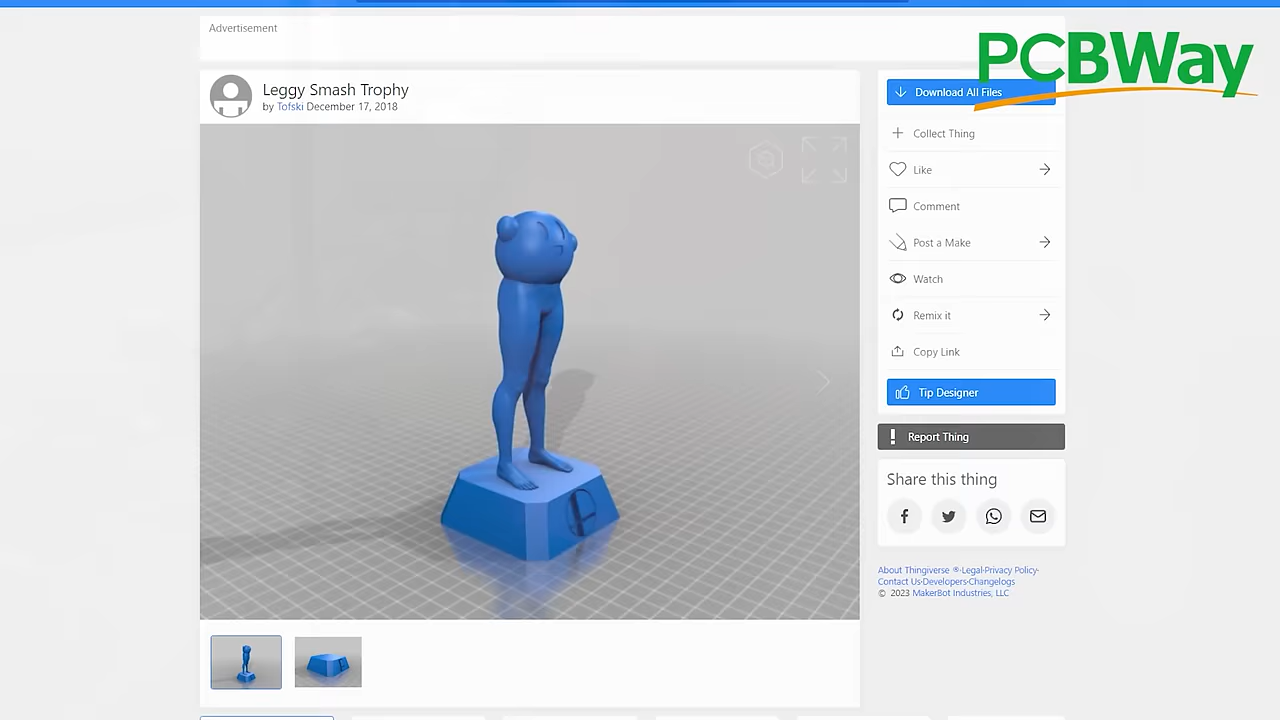 Advertisement
PCBWay
Leggy Smash Trophy
by Tofski December 17, 2018
Download All Files
Collect Thing
Like
Comment
Post a Make
Watch
Remix it
Copy Link
Tip Designer
Report Thing
Share this thing
About Thingiverse ®·Legal·Privacy Policy·
Contact Us·Developers·Changelogs
© 2023 MakerBot Industries, LLC